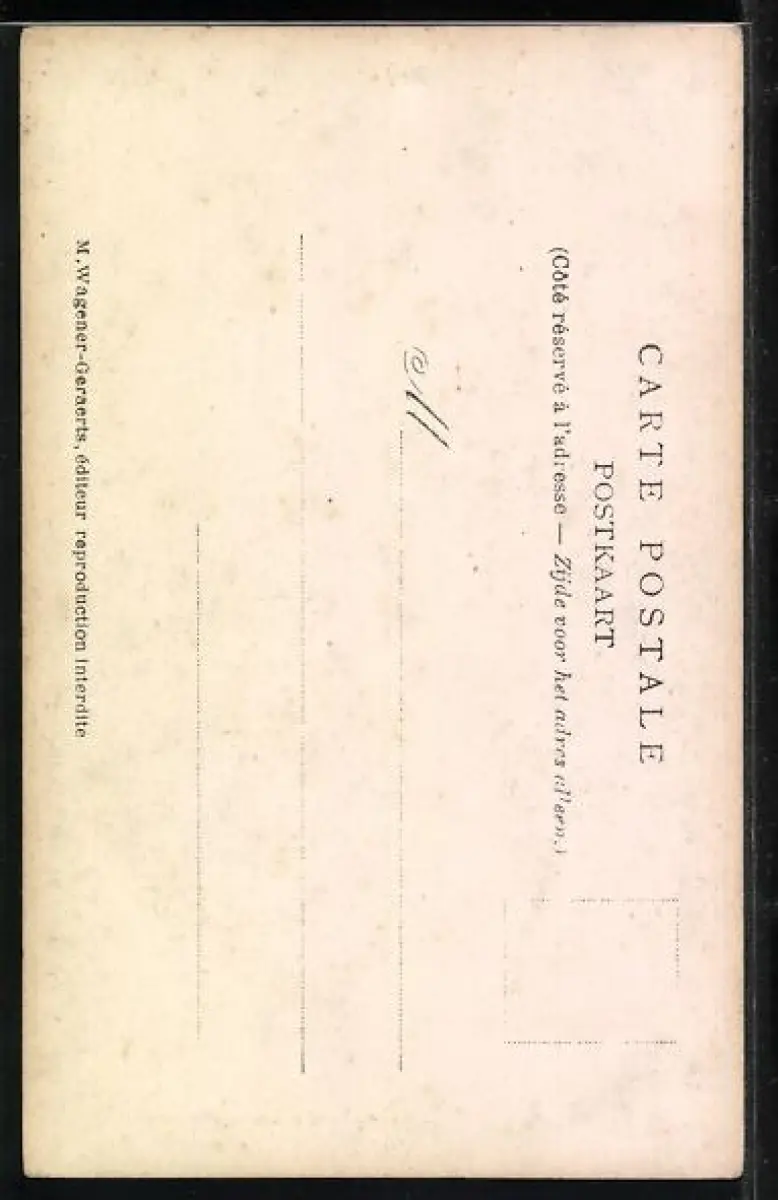 CARTE POSTALE
POSTKAART
(Côté réservé à l'adresse — Zijde voor het adres alleen.)
M
M. Wagener-Geraerts, éditeur reproduction interdite